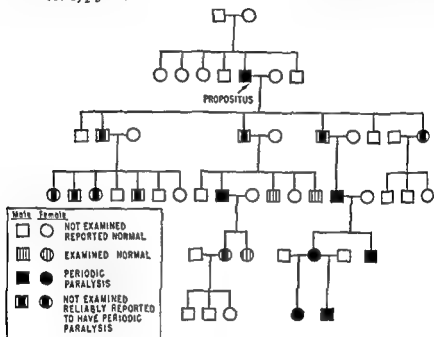 PROPOSITUS
Male Female
NOT EXAMINED
REPORTED NORMAL
EXAMINED NORMAL
PERIODIC
PARALYSIS
NOT EXAMINED
RELIABLY REPORTED
TO HAVE PERIODIC
PARALYSIS